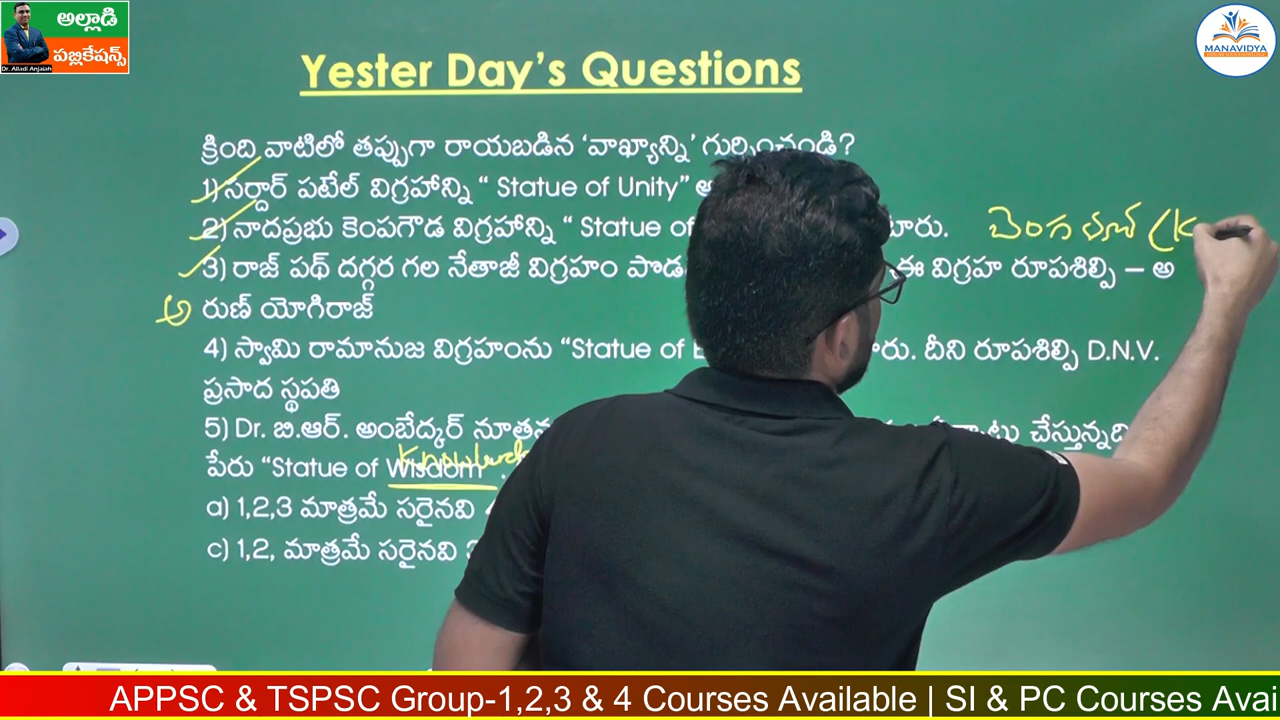 అల్లాడి
పబ్లికేషన్స్
Dr. Alladi Anjaiah
MANAVIDYA
Yester Day's Questions
క్రింది వాటిలో తప్పుగా రాయబడిన 'వాఖ్యాన్ని' గుర్తించండి?
1) సర్దార్ పటేల్ విగ్రహాన్ని " Statue of Unity"
2) నాదప్రభు కెంపగౌడ విగ్రహాన్ని " Statue of
బెంగళూర్ (K
3) రాజ్ పథ్ దగ్గర గల నేతాజీ విగ్రహం ఈ విగ్రహ రూపశిల్పి – అ
అ రుణ్ యోగిరాజ్
4) స్వామి రామానుజ విగ్రహంను "Statue of దీని రూపశిల్పి D.N.V.
ప్రసాద స్థపతి
5) Dr. బి.ఆర్. అంబేద్కర్ చేస్తున్నది
పేరు "Statue of Wisdom".
a) 1,2,3 మాత్రమే సరైనవి
c) 1,2, మాత్రమే సరైనవి
APPSC & TSPSC Group-1,2,3 & 4 Courses Available | SI & PC Courses Avai